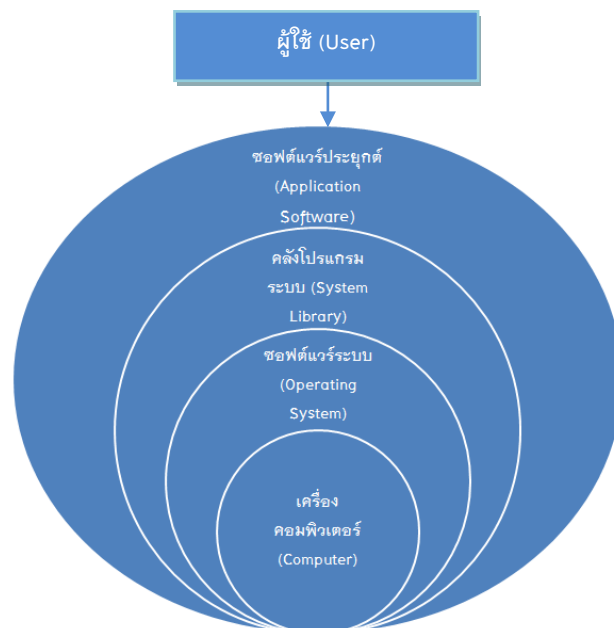 ผู้ใช้ (User)
ซอฟต์แวร์ประยุกต์
(Application
Software)
คลังโปรแกรม
ระบบ (System
Library)
ซอฟต์แวร์ระบบ
(Operating
System)
เครื่อง
คอมพิวเตอร์
(Computer)